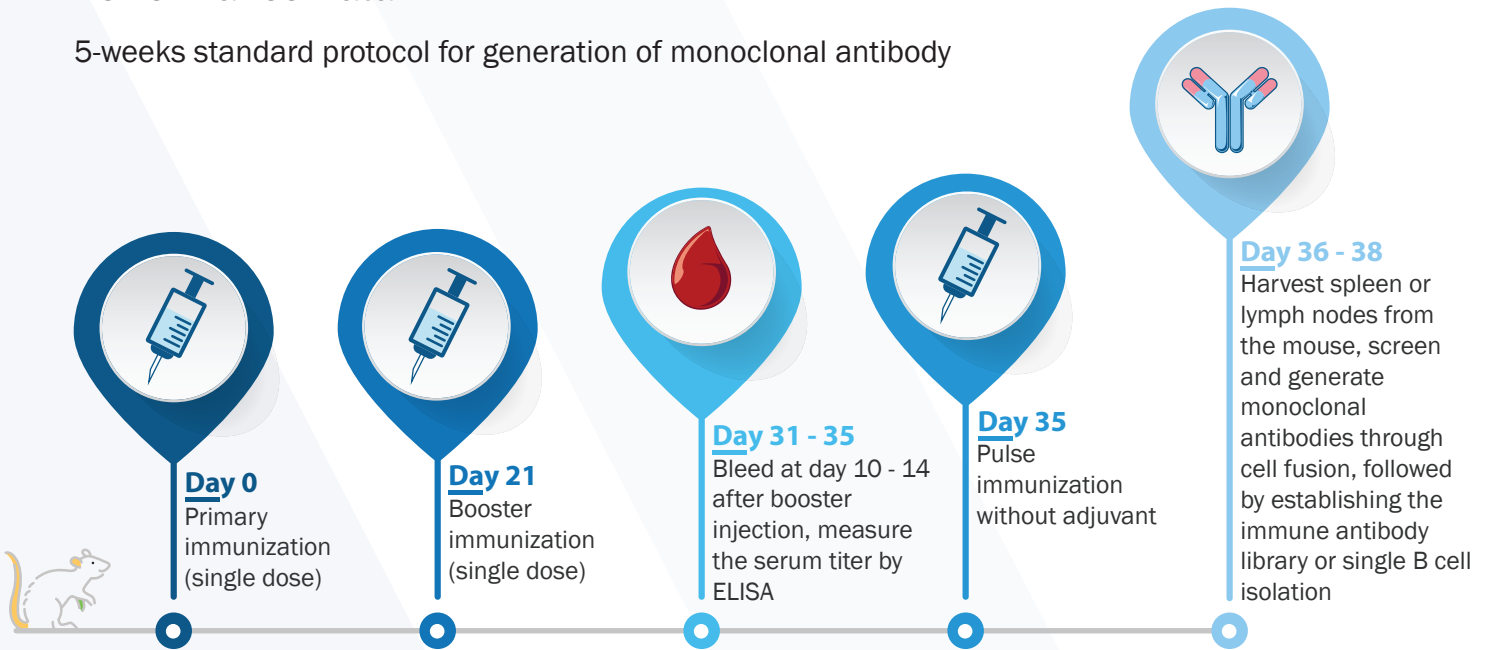 5-weeks standard protocol for generation of monoclonal antibody
Day 0
Primary
immunization
(single dose)
Day 21
Booster
immunization
(single dose)
Day 31 - 35
Bleed at day 10 - 14
after booster
injection, measure
the serum titer by
ELISA
Day 35
Pulse
immunization
without adjuvant
Day 36 - 38
Harvest spleen or
lymph nodes from
the mouse, screen
and generate
monoclonal
antibodies through
cell fusion, followed
by establishing the
immune antibody
library or single B cell
isolation